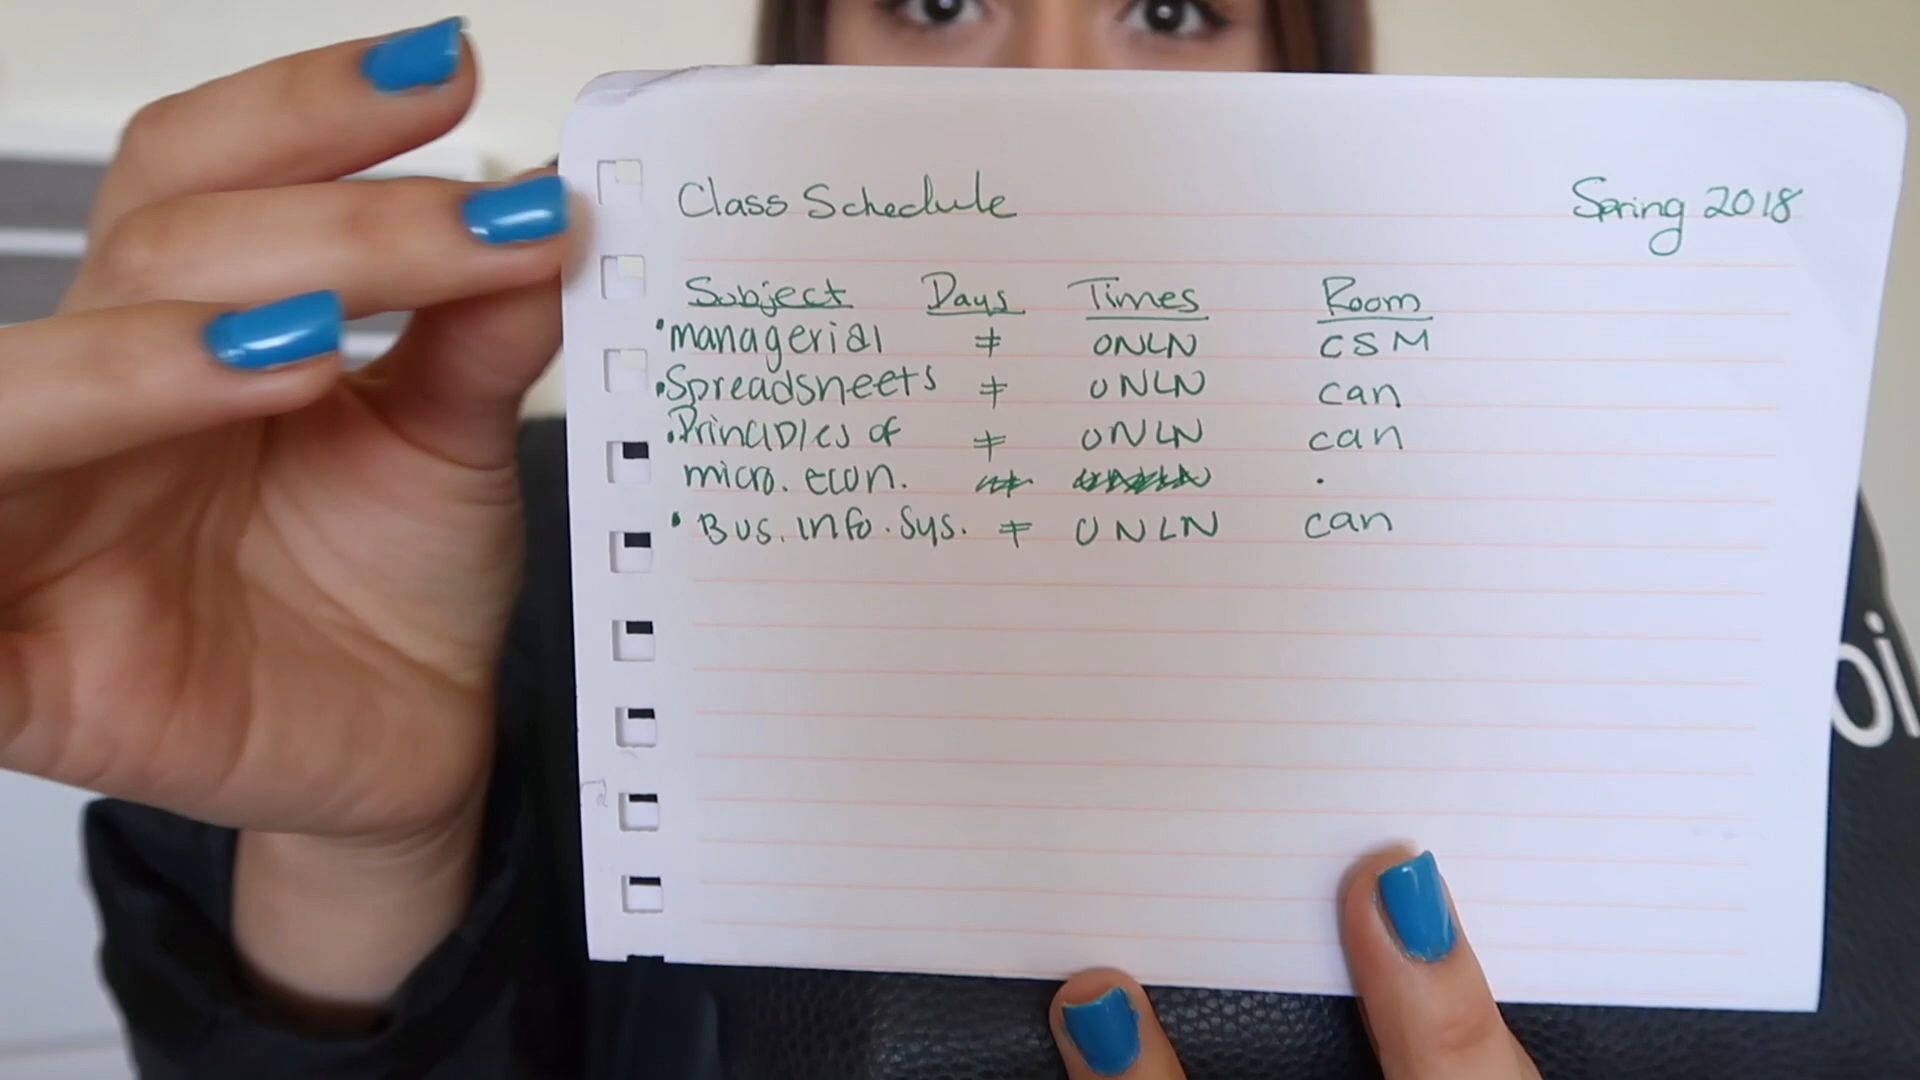 Class Schedule Spring 2018
Subject Days Times Room
• managerial ≠ ONLN CSM
• Spreadsheets ≠ ONLN can
• Principles of ≠ ONLN can
micro. econ.
• Bus. info. sys. ≠ ONLN can